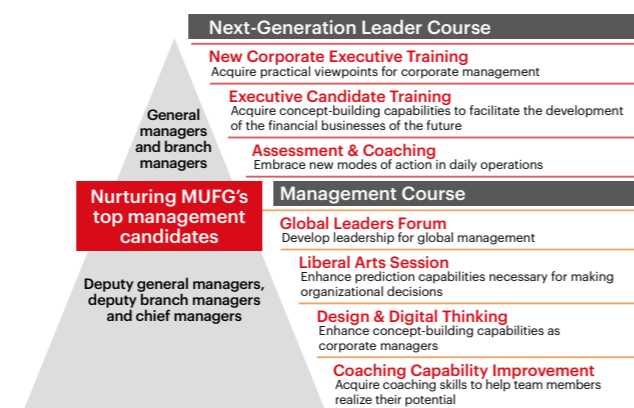 Next-Generation Leader Course
New Corporate Executive Training
Acquire practical viewpoints for corporate management
Executive Candidate Training
Acquire concept-building capabilities to facilitate the development
of the financial businesses of the future
Assessment & Coaching
Embrace new modes of action in daily operations
General
managers
and branch
managers
Nurturing MUFG's
top management
candidates
Management Course
Global Leaders Forum
Develop leadership for global management
Liberal Arts Session
Enhance prediction capabilities necessary for making
organizational decisions
Design & Digital Thinking
Enhance concept-building capabilities as
corporate managers
Coaching Capability Improvement
Acquire coaching skills to help team members
realize their potential
Deputy general managers,
deputy branch managers
and chief managers